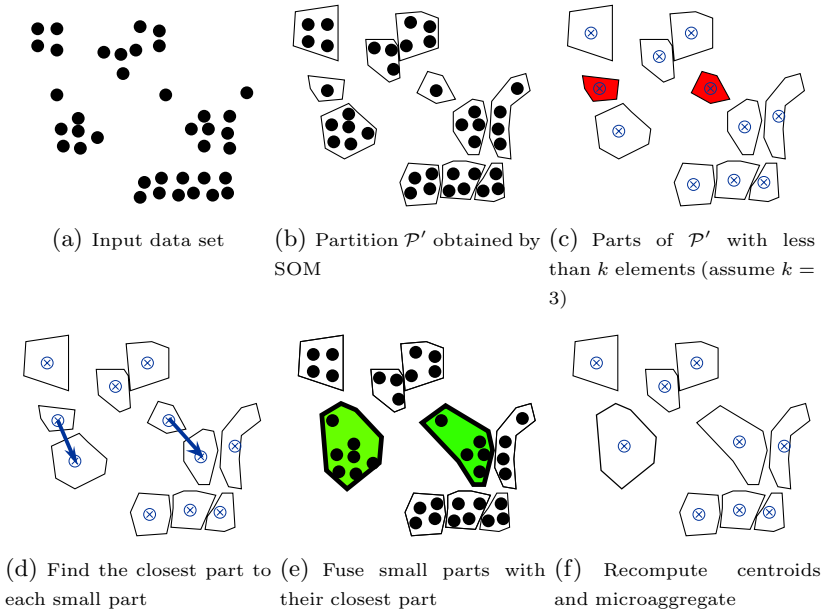 (a) Input data set
(b) Partition P′ obtained by
SOM
(c) Parts of P′ with less
than k elements (assume k =
3)
(d) Find the closest part to
each small part
(e) Fuse small parts with
their closest part
(f) Recompute centroids
and microaggregate